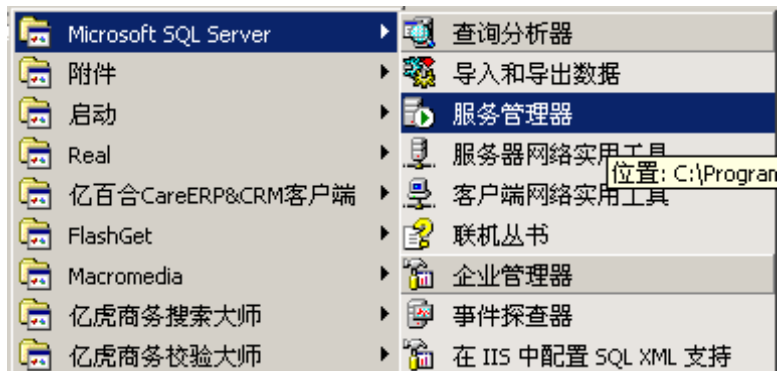 Microsoft SQL Server
附件
启动
Real
亿百合CareERP&CRM客户端
FlashGet
Macromedia
亿虎商务搜索大师
亿虎商务校验大师
查询分析器
导入和导出数据
服务管理器
服务器网络实用工具
位置: C:\Program
客户端网络实用工具
联机丛书
企业管理器
事件探查器
在 IIS 中配置 SQL XML 支持